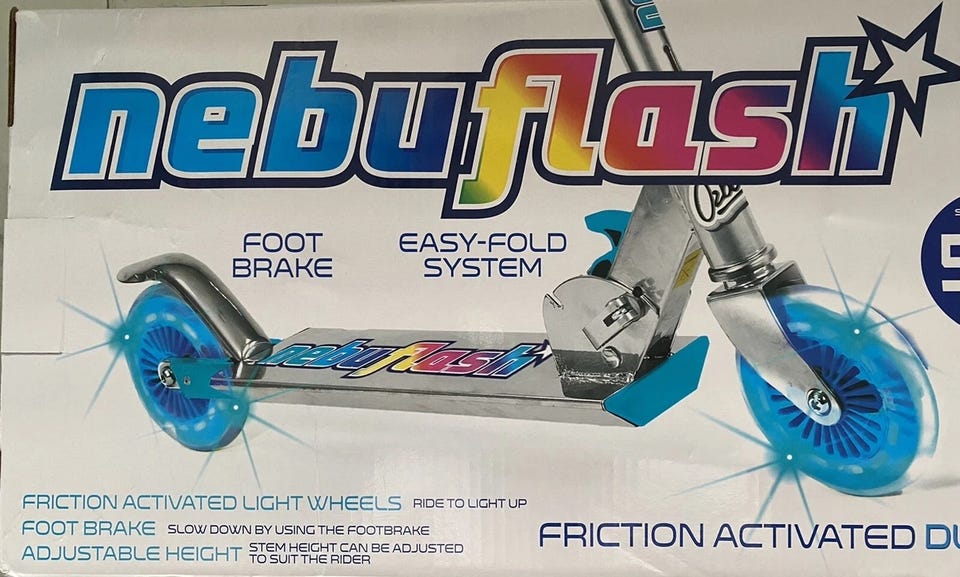 nebuflash
FOOT
BRAKE
EASY-FOLD
SYSTEM
nebuflash
FRICTION ACTIVATED LIGHT WHEELS RIDE TO LIGHT UP
FOOT BRAKE SLOW DOWN BY USING THE FOOTBRAKE
ADJUSTABLE HEIGHT STEM HEIGHT CAN BE ADJUSTED
TO SUIT THE RIDER
FRICTION ACTIVATED